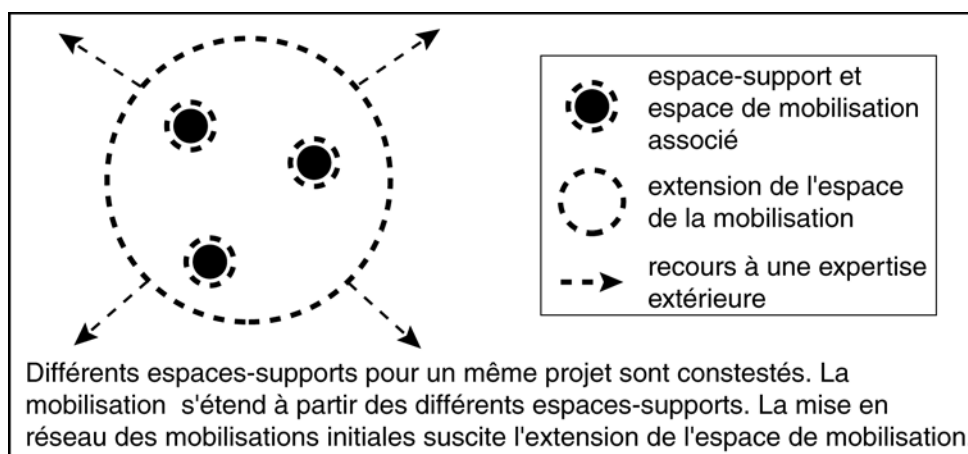 espace-support et
espace de mobilisation
associé
extension de l'espace
de la mobilisation
recours à une expertise
extérieure
Différents espaces-supports pour un même projet sont constestés. La
mobilisation s'étend à partir des différents espaces-supports. La mise en
réseau des mobilisations initiales suscite l'extension de l'espace de mobilisation